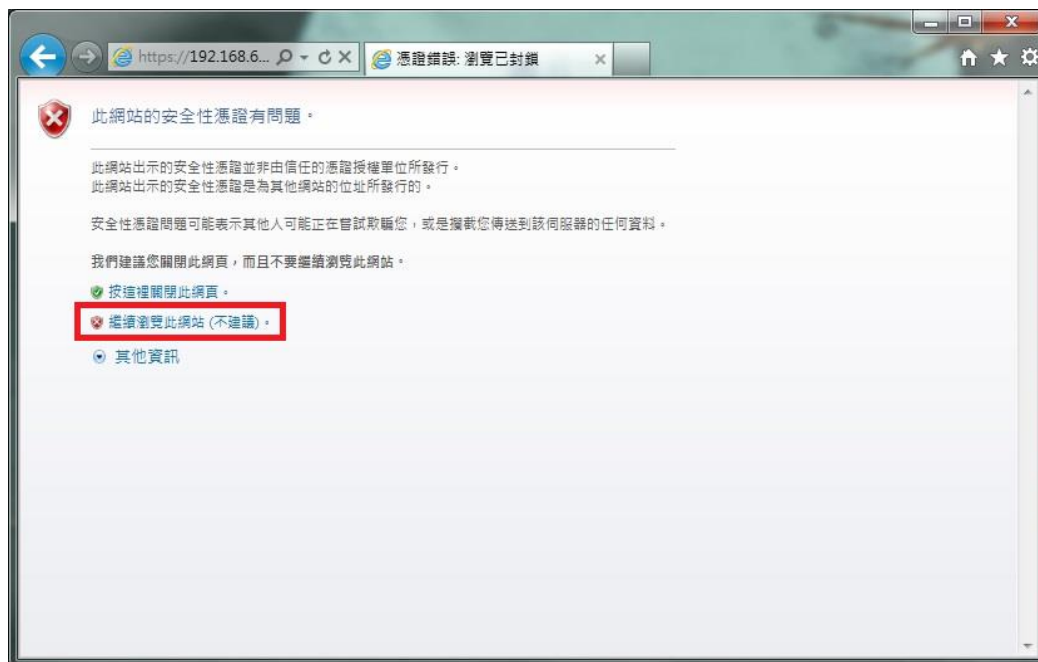 https://192.168.6...
憑證錯誤: 瀏覽已封鎖
此網站的安全性憑證有問題。
此網站出示的安全性憑證並非由信任的憑證授權單位所發行。
此網站出示的安全性憑證是為其他網站的位址所發行的。
安全性憑證問題可能表示其他人可能正在嘗試欺騙您，或是攔截您傳送到該伺服器的任何資料。
我們建議您關閉此網頁，而且不要繼續瀏覽此網站。
按這裡關閉此網頁。
繼續瀏覽此網站 (不建議)。
其他資訊